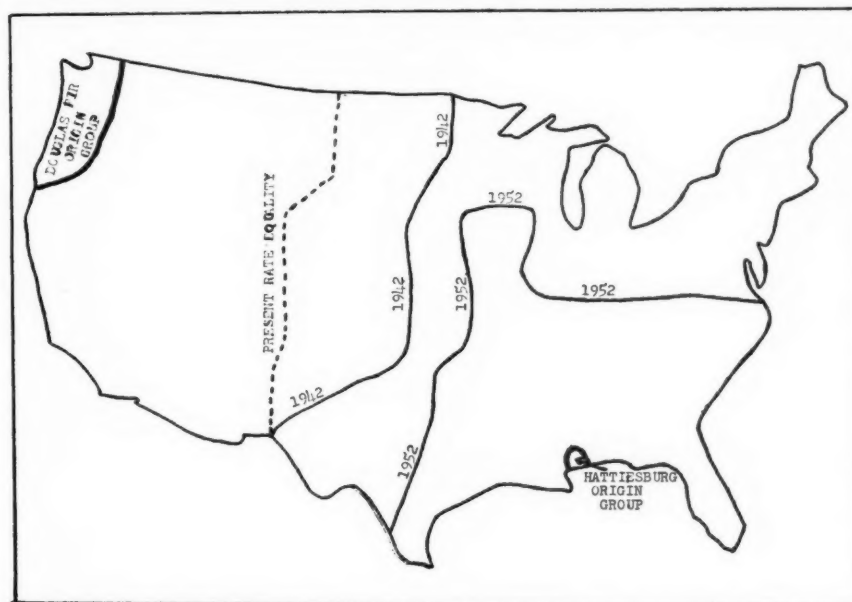 DOUGLAS FIR
ORIGIN
GROUP
1942
1952
PRESENT RATE EQUALITY
1942
1952
1952
1942
1952
HATTIESBURG
ORIGIN
GROUP